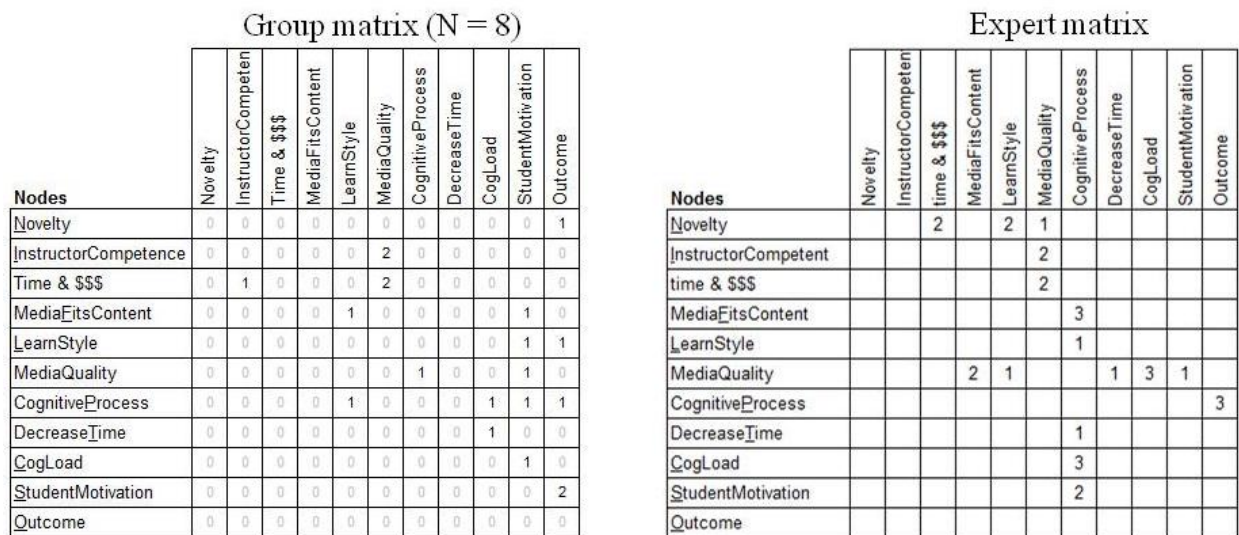 Group matrix (N = 8)
Nodes Novelty InstructorCompeten Time & $$$ MediaFitsContent LearnStyle MediaQuality CognitiveProcess DecreaseTime CogLoad StudentMotivation Outcome
Novelty 0 0 0 0 0 0 0 0 0 0 1
InstructorCompetence 0 0 0 0 0 2 0 0 0 0 0
Time & $$$ 0 1 0 0 0 2 0 0 0 0 0
MediaFitsContent 0 0 0 0 1 0 0 0 0 1 0
LearnStyle 0 0 0 0 0 0 0 0 0 1 1
MediaQuality 0 0 0 0 0 0 1 0 0 1 0
CognitiveProcess 0 0 0 0 1 0 0 0 1 1 1
DecreaseTime 0 0 0 0 0 0 0 0 1 0 0
CogLoad 0 0 0 0 0 0 0 0 0 1 0
StudentMotivation 0 0 0 0 0 0 0 0 0 0 2
Outcome 0 0 0 0 0 0 0 0 0 0 0
Expert matrix
Nodes Novelty InstructorCompeten time & $$$ MediaFitsContent LearnStyle MediaQuality CognitiveProcess DecreaseTime CogLoad StudentMotivation Outcome
Novelty 2 2 1
InstructorCompetent 2
time & $$$ 2
MediaFitsContent 3
LearnStyle 1
MediaQuality 2 1 1 3 1
CognitiveProcess 3
DecreaseTime 1
CogLoad 3
StudentMotivation 2
Outcome